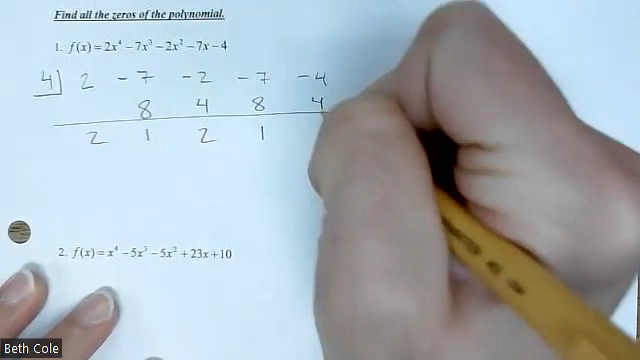 Find all the zeros of the polynomial.
1. f(x) = 2x⁴ − 7x³ − 2x² − 7x − 4
4 2 -7 -2 -7 -4
8 4 8 4
2 1 2 1
2. f(x) = x⁴ − 5x³ − 5x² + 23x + 10
Beth Cole